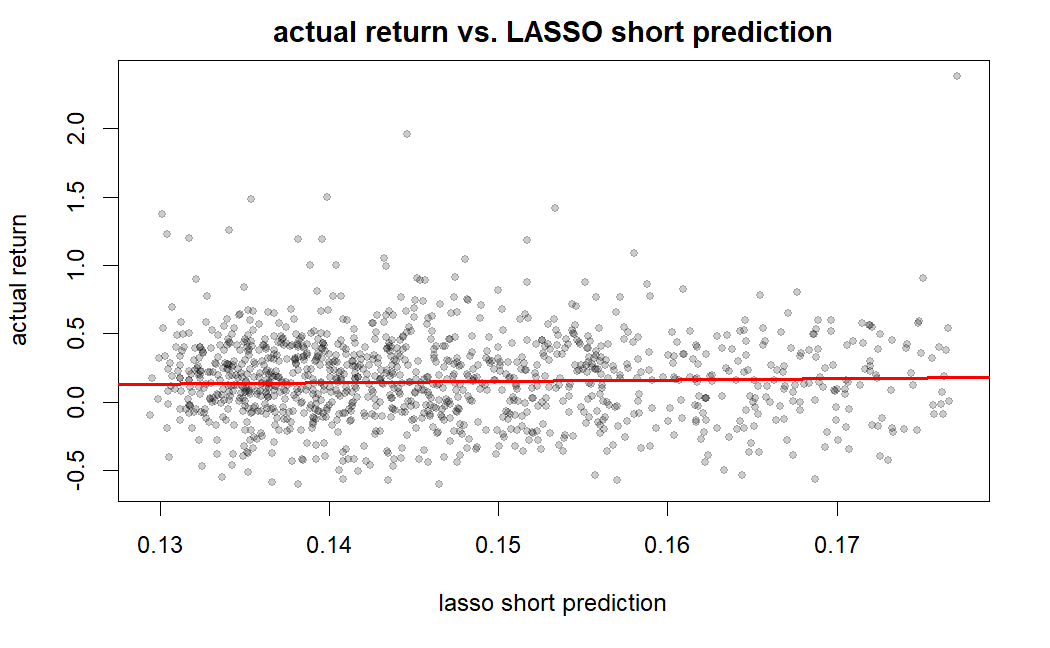 actual return vs. LASSO short prediction
actual return
2.0
1.5
1.0
0.5
0.0
-0.5
0.13 0.14 0.15 0.16 0.17
lasso short prediction